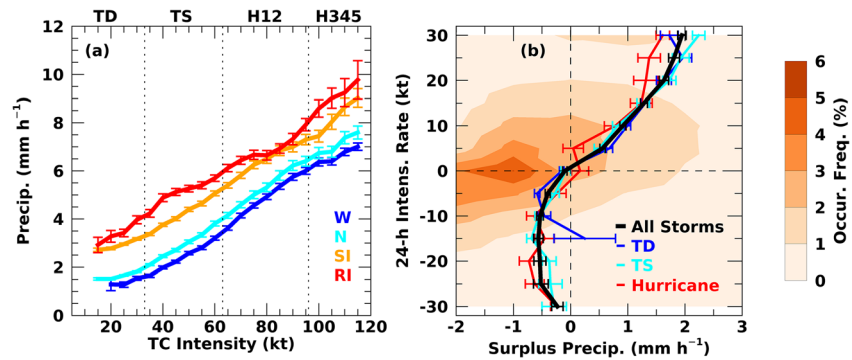 TD TS H12 H345
(a)
12
10
8
6
4
2
0
Precip. (mm h⁻¹)
W
N
SI
RI
20 40 60 80 100 120
TC Intensity (kt)
(b)
30
20
10
0
-10
-20
-30
24-h Intens. Rate (kt)
All Storms
TD
TS
Hurricane
-2 -1 0 1 2 3
Surplus Precip. (mm h⁻¹)
6
5
4
3
2
1
0
Occur. Freq. (%)